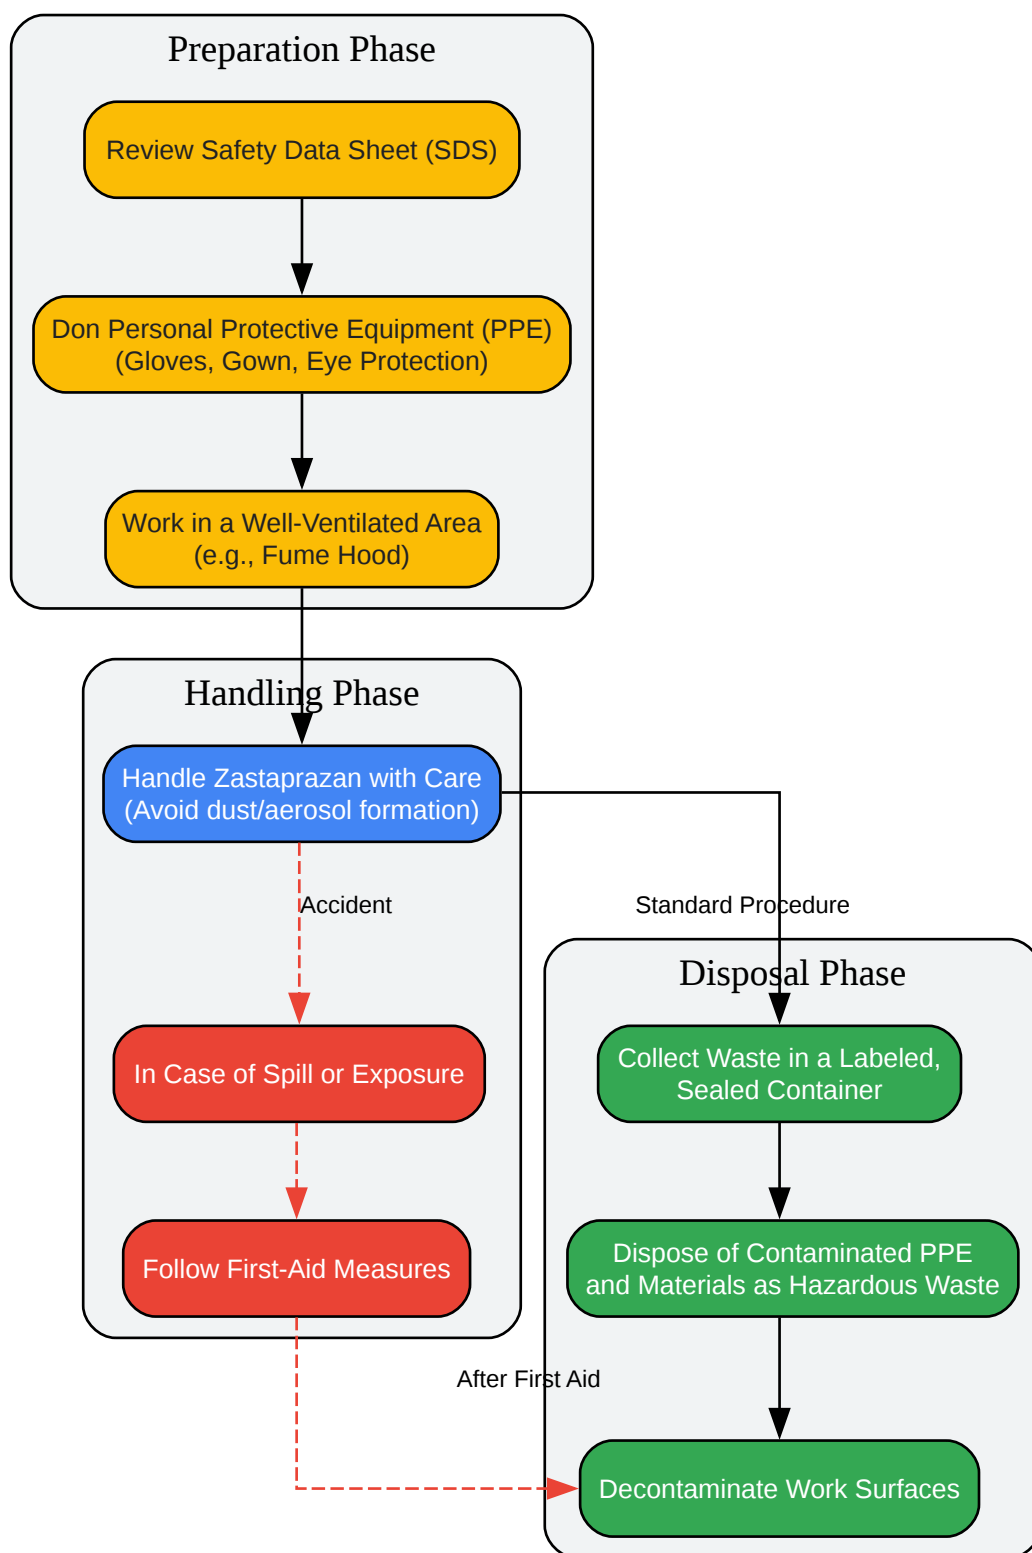 Preparation Phase
Review Safety Data Sheet (SDS)
Don Personal Protective Equipment (PPE)
(Gloves, Gown, Eye Protection)
Work in a Well-Ventilated Area
(e.g., Fume Hood)
Handling Phase
Handle Zastaprazan with Care
(Avoid dust/aerosol formation)
Accident
Standard Procedure
In Case of Spill or Exposure
Follow First-Aid Measures
Disposal Phase
Collect Waste in a Labeled,
Sealed Container
Dispose of Contaminated PPE
and Materials as Hazardous Waste
After First Aid
Decontaminate Work Surfaces